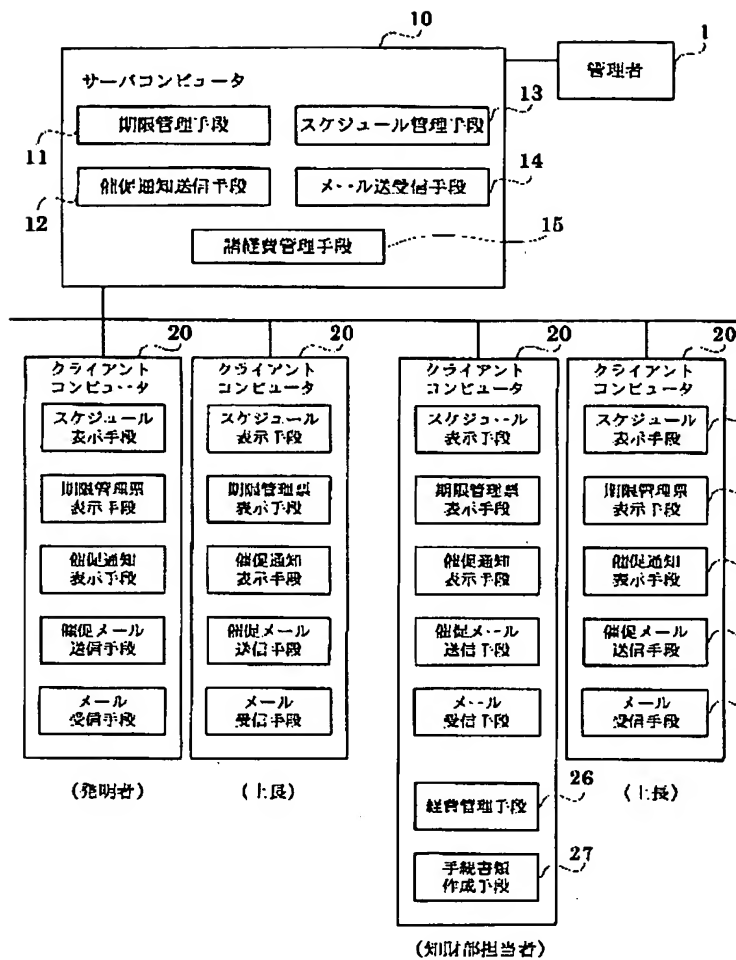 10
1
管理者
サーバコンピュータ
13
期限管理手段
スケジュール管理手段
11
14
催促通知送信手段
メール送受信手段
12
15
諸経費管理手段
20
20
20
20
クライアント
コンピュータ
スケジュール
表示手段
期限管理票
表示手段
催促通知
表示手段
催促メール
送信手段
メール
受信手段
(発明者)
クライアント
コンピュータ
スケジュール
表示手段
期限管理票
表示手段
催促通知
表示手段
催促メール
送信手段
メール
受信手段
(上長)
クライアント
コンピュータ
スケジュール
表示手段
期限管理票
表示手段
催促通知
表示手段
催促メール
送信手段
メール
受信手段
26
経費管理手段
27
手続書類
作成手段
(知財部担当者)
クライアント
コンピュータ
スケジュール
表示手段
期限管理票
表示手段
催促通知
表示手段
催促メール
送信手段
メール
受信手段
(上長)